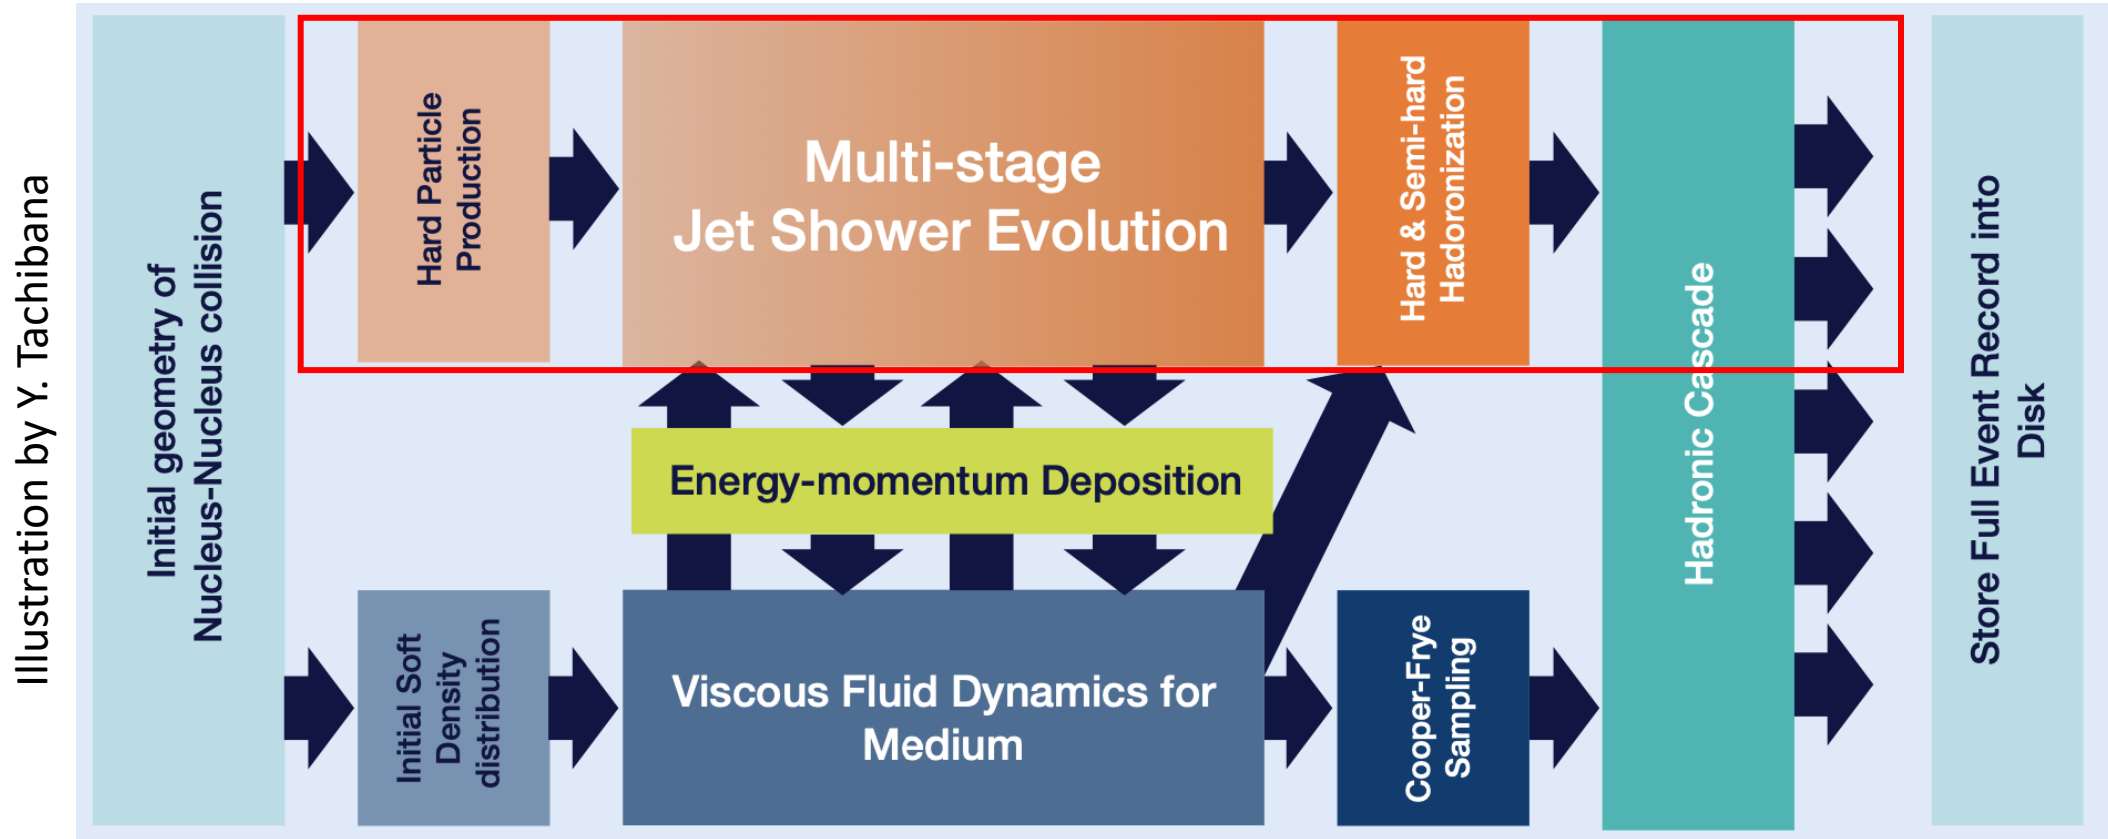 Illustration by Y. Tachibana
Initial geometry of
Nucleus-Nucleus collision
Hard Particle
Production
Multi-stage
Jet Shower Evolution
Hard & Semi-hard
Hadoronization
Energy-momentum Deposition
Initial Soft
Density
distribution
Viscous Fluid Dynamics for
Medium
Cooper-Frye
Sampling
Hadronic Cascade
Store Full Event Record into
Disk